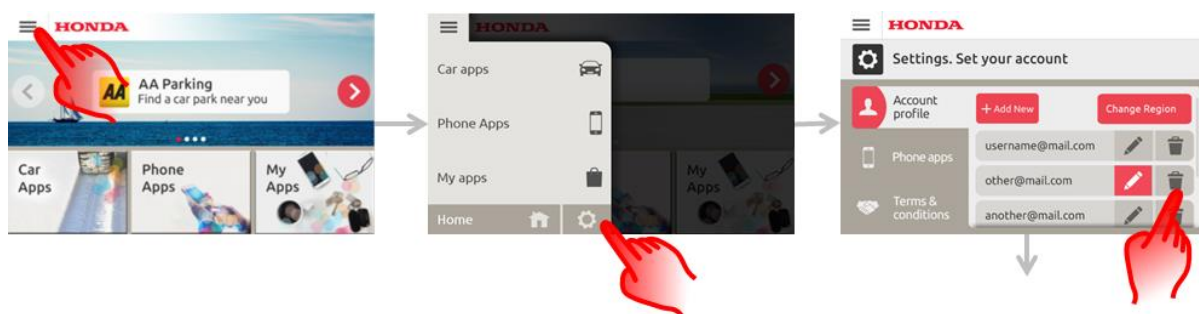 HONDA
AA
AA Parking
Find a car park near you
Car
Apps
Phone
Apps
My
Apps
HONDA
Car apps
Phone Apps
My apps
My
Apps
Home
HONDA
Settings. Set your account
Account
profile
+ Add New
Change Region
username@mail.com
Phone apps
other@mail.com
Terms &
conditions
another@mail.com